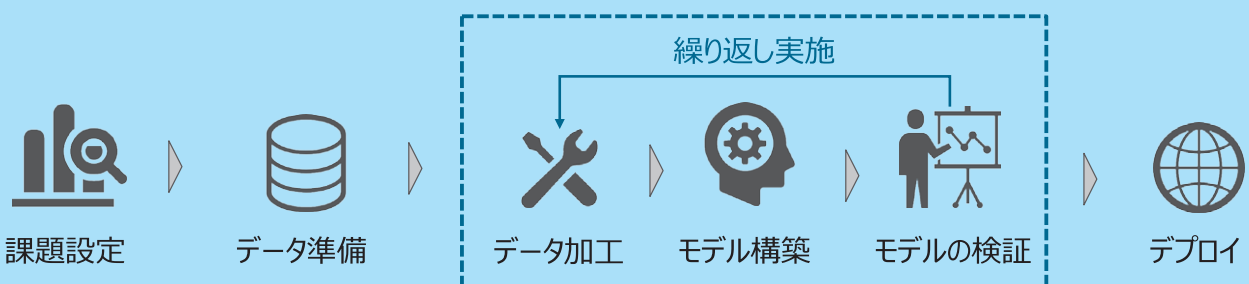 繰り返し実施
課題設定
データ準備
データ加工
モデル構築
モデルの検証
デプロイ